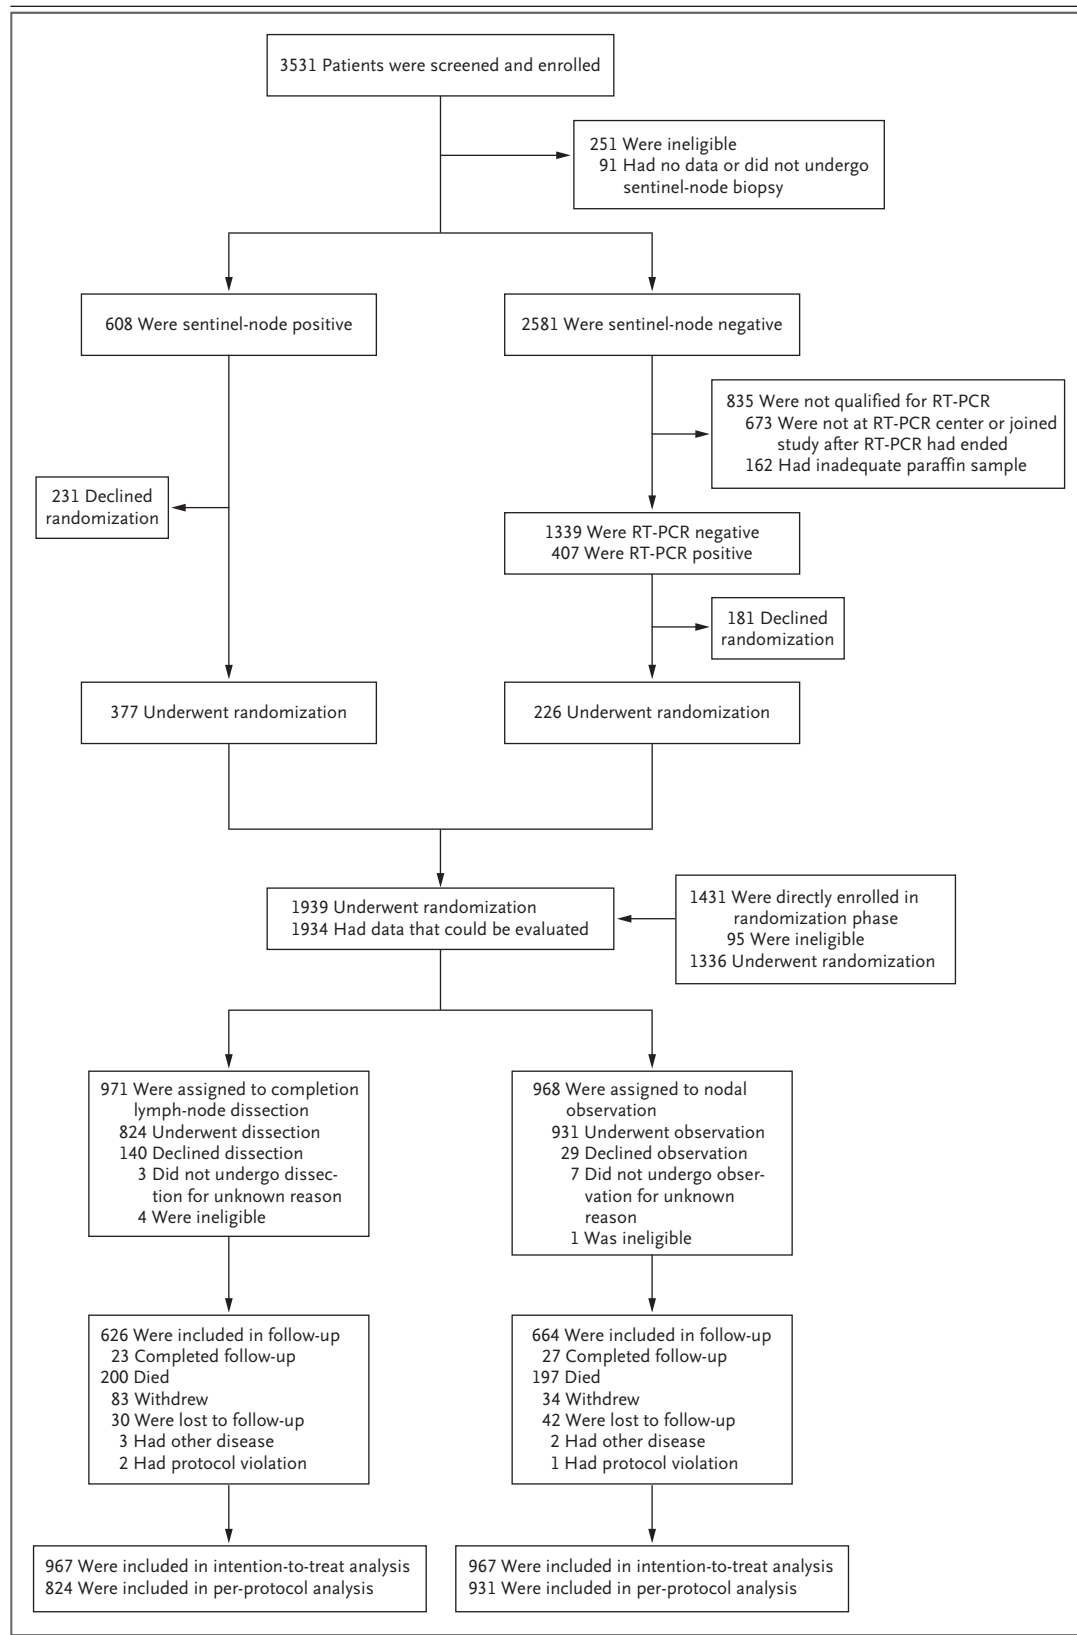 3531 Patients were screened and enrolled
251 Were ineligible
91 Had no data or did not undergo
sentinel-node biopsy
608 Were sentinel-node positive
2581 Were sentinel-node negative
835 Were not qualified for RT-PCR
673 Were not at RT-PCR center or joined
study after RT-PCR had ended
162 Had inadequate paraffin sample
231 Declined
randomization
1339 Were RT-PCR negative
407 Were RT-PCR positive
181 Declined
randomization
377 Underwent randomization
226 Underwent randomization
1939 Underwent randomization
1934 Had data that could be evaluated
1431 Were directly enrolled in
randomization phase
95 Were ineligible
1336 Underwent randomization
971 Were assigned to completion
lymph-node dissection
824 Underwent dissection
140 Declined dissection
3 Did not undergo dissec-
tion for unknown reason
4 Were ineligible
968 Were assigned to nodal
observation
931 Underwent observation
29 Declined observation
7 Did not undergo obser-
vation for unknown
reason
1 Was ineligible
626 Were included in follow-up
23 Completed follow-up
200 Died
83 Withdrew
30 Were lost to follow-up
3 Had other disease
2 Had protocol violation
664 Were included in follow-up
27 Completed follow-up
197 Died
34 Withdrew
42 Were lost to follow-up
2 Had other disease
1 Had protocol violation
967 Were included in intention-to-treat analysis
824 Were included in per-protocol analysis
967 Were included in intention-to-treat analysis
931 Were included in per-protocol analysis